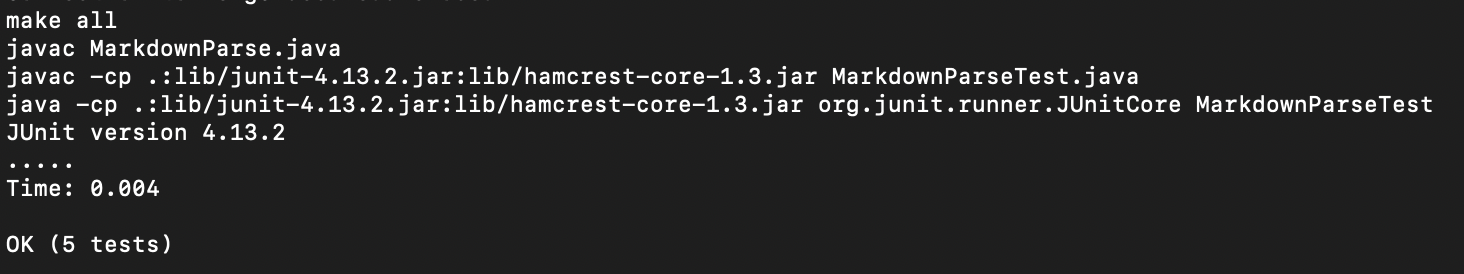 make all
javac MarkdownParse.java
javac -cp .:lib/junit-4.13.2.jar:lib/hamcrest-core-1.3.jar MarkdownParseTest.java
java -cp .:lib/junit-4.13.2.jar:lib/hamcrest-core-1.3.jar org.junit.runner.JUnitCore MarkdownParseTest
JUnit version 4.13.2
.....
Time: 0.004
OK (5 tests)